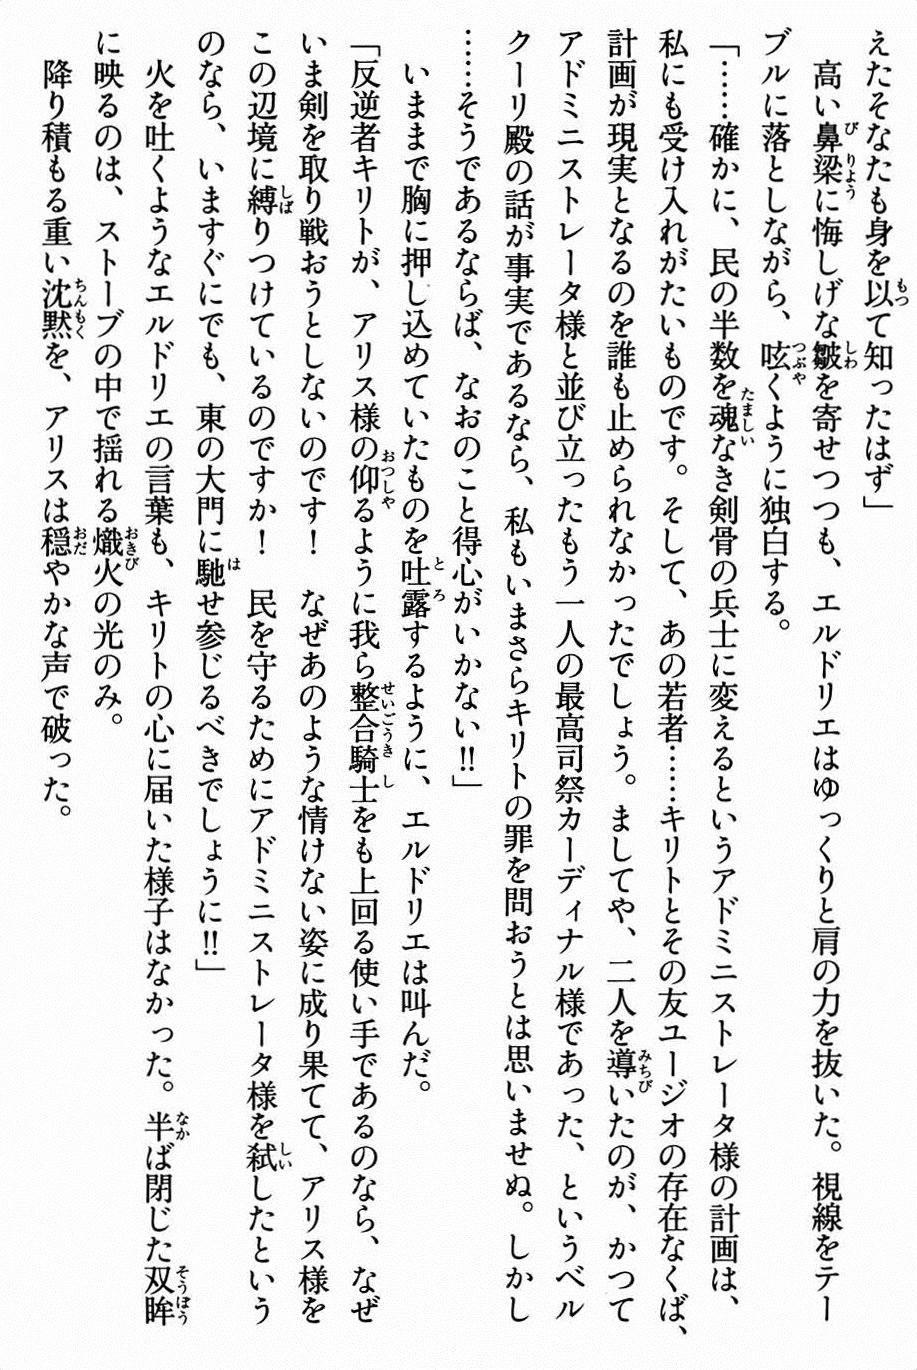 えたそなたも身を以て知ったはず」
　高い鼻梁に悔しげな皺を寄せつつも、エルドリエはゆっくりと肩の力を抜いた。視線をテー
ブルに落としながら、呟くように独白する。
「……確かに、民の半数を魂なき剣骨の兵士に変えるというアドミニストレータ様の計画は、
私にも受け入れがたいものです。そして、あの若者……キリトとその友ユージオの存在なくば、
計画が現実となるのを誰も止められなかったでしょう。ましてや、二人を導いたのが、かつて
アドミニストレータ様と並び立ったもう一人の最高司祭カーディナル様であった、というベル
クーリ殿の話が事実であるなら、私もいまさらキリトの罪を問おうとは思いませぬ。しかし
……そうであるならば、なおのこと得心がいかない!!」
　いままで胸に押し込めていたものを吐露するように、エルドリエは叫んだ。
「反逆者キリトが、アリス様の仰るように我ら整合騎士をも上回る使い手であるのなら、なぜ
いま剣を取り戦おうとしないのです！　なぜあのような情けない姿に成り果てて、アリス様を
この辺境に縛りつけているのですか！　民を守るためにアドミニストレータ様を弑したという
のなら、いますぐにでも、東の大門に馳せ参じるべきでしょうに!!」
　火を吐くようなエルドリエの言葉も、キリトの心に届いた様子はなかった。半ば閉じた双眸
に映るのは、ストーブの中で揺れる熾火の光のみ。
　降り積もる重い沈黙を、アリスは穏やかな声で破った。